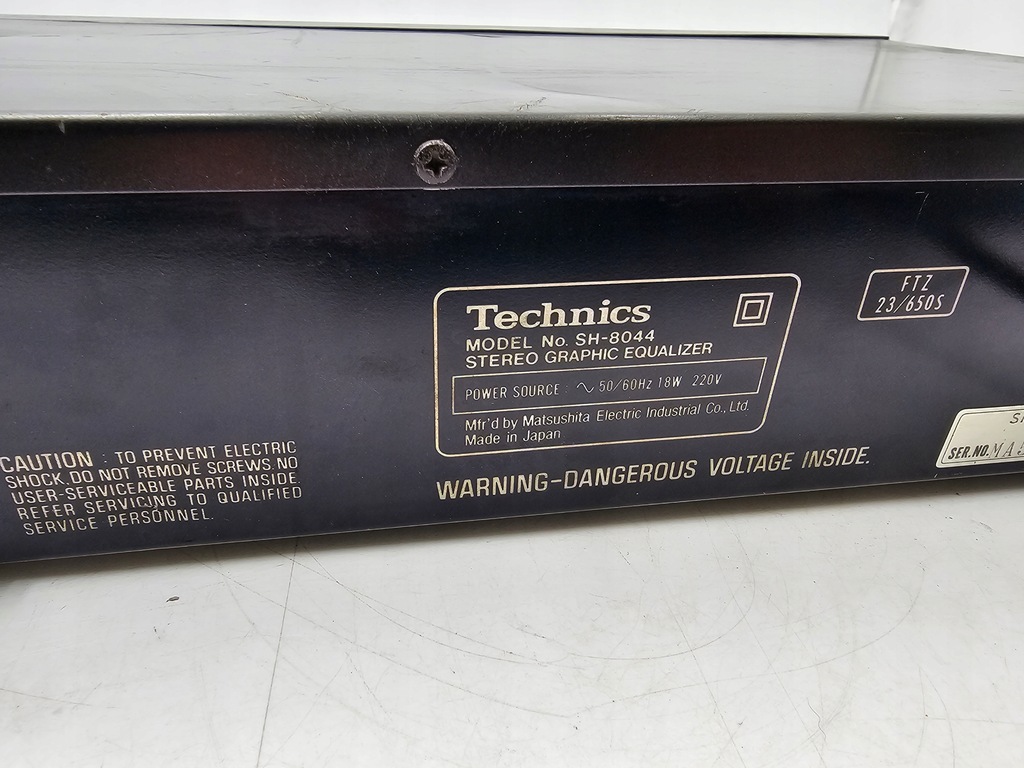 Technics
MODEL No. SH-8044
STEREO GRAPHIC EQUALIZER
POWER SOURCE : ∿ 50/60Hz 18W 220V
Mfr'd by Matsushita Electric Industrial Co., Ltd.
Made in Japan
FTZ
23/650S
CAUTION : TO PREVENT ELECTRIC
SHOCK, DO NOT REMOVE SCREWS. NO
USER-SERVICEABLE PARTS INSIDE.
REFER SERVICING TO QUALIFIED
SERVICE PERSONNEL.
WARNING-DANGEROUS VOLTAGE INSIDE.
SER.NO.